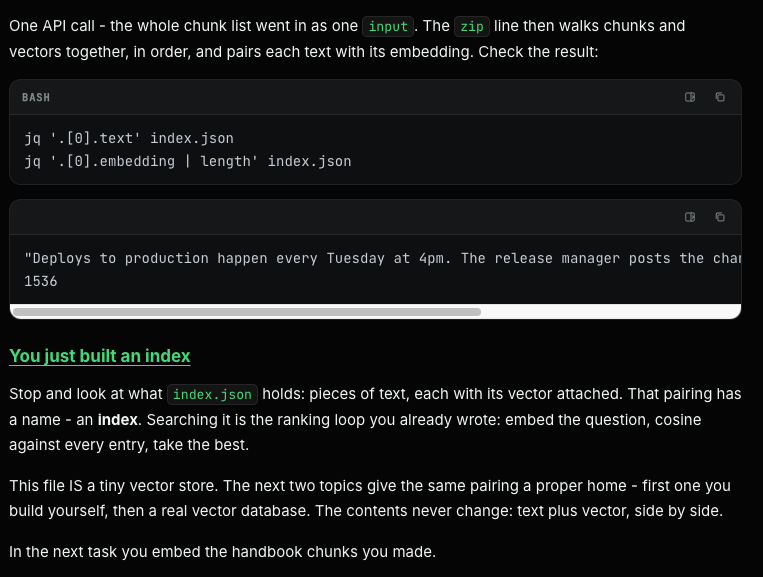 One API call - the whole chunk list went in as one input. The zip line then walks chunks and
vectors together, in order, and pairs each text with its embedding. Check the result:
BASH
jq '.[0].text' index.json
jq '.[0].embedding | length' index.json
"Deploys to production happen every Tuesday at 4pm. The release manager posts the
1536
You just built an index
Stop and look at what index.json holds: pieces of text, each with its vector attached. That pairing has
a name - an index. Searching it is the ranking loop you already wrote: embed the question, cosine
against every entry, take the best.
This file IS a tiny vector store. The next two topics give the same pairing a proper home - first one you
build yourself, then a real vector database. The contents never change: text plus vector, side by side.
In the next task you embed the handbook chunks you made.